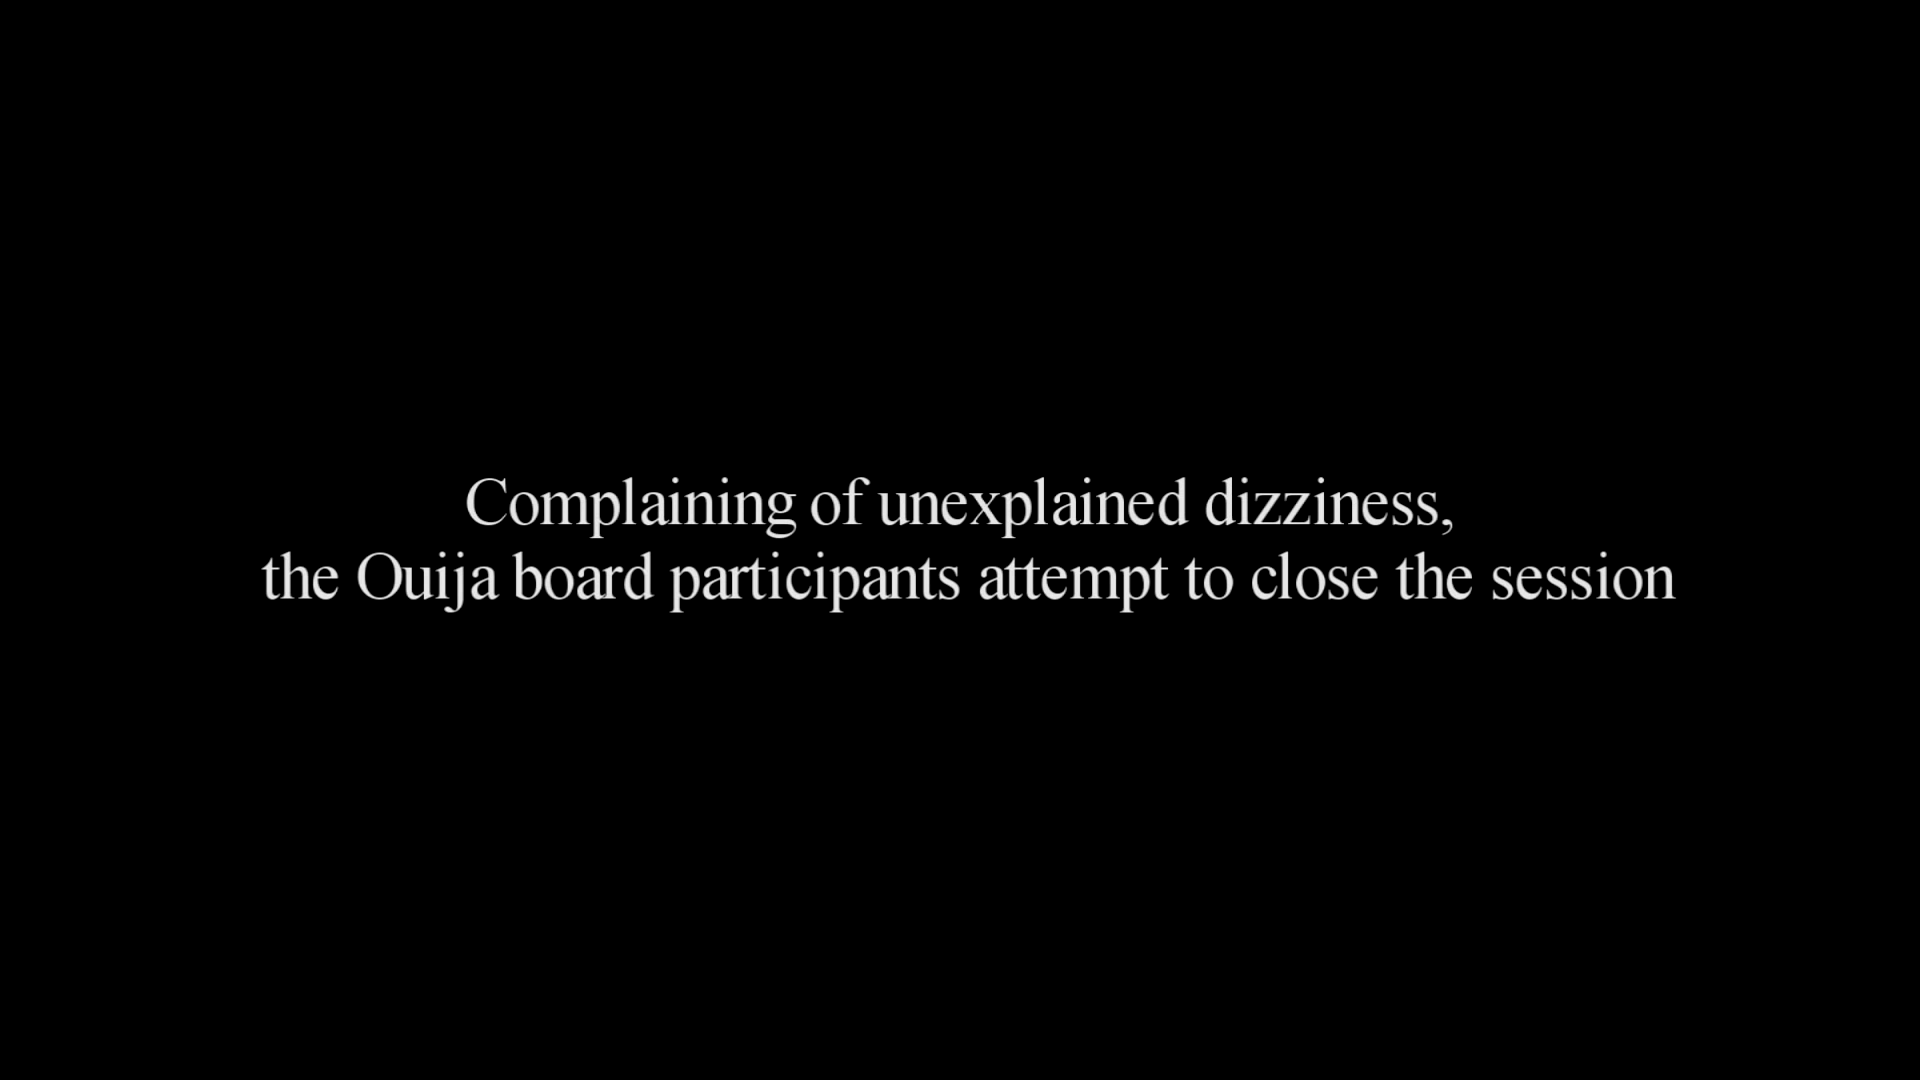 Complaining of unexplained dizziness,
the Ouija board participants attempt to close the session